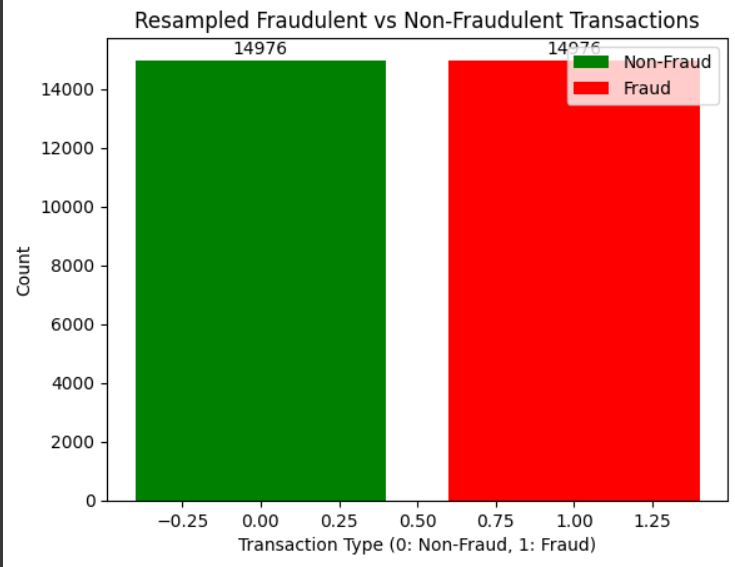 Resampled Fraudulent vs Non-Fraudulent Transactions
14976
14976
Non-Fraud
Fraud
14000
12000
10000
8000
6000
4000
2000
0
Count
−0.25 0.00 0.25 0.50 0.75 1.00 1.25
Transaction Type (0: Non-Fraud, 1: Fraud)